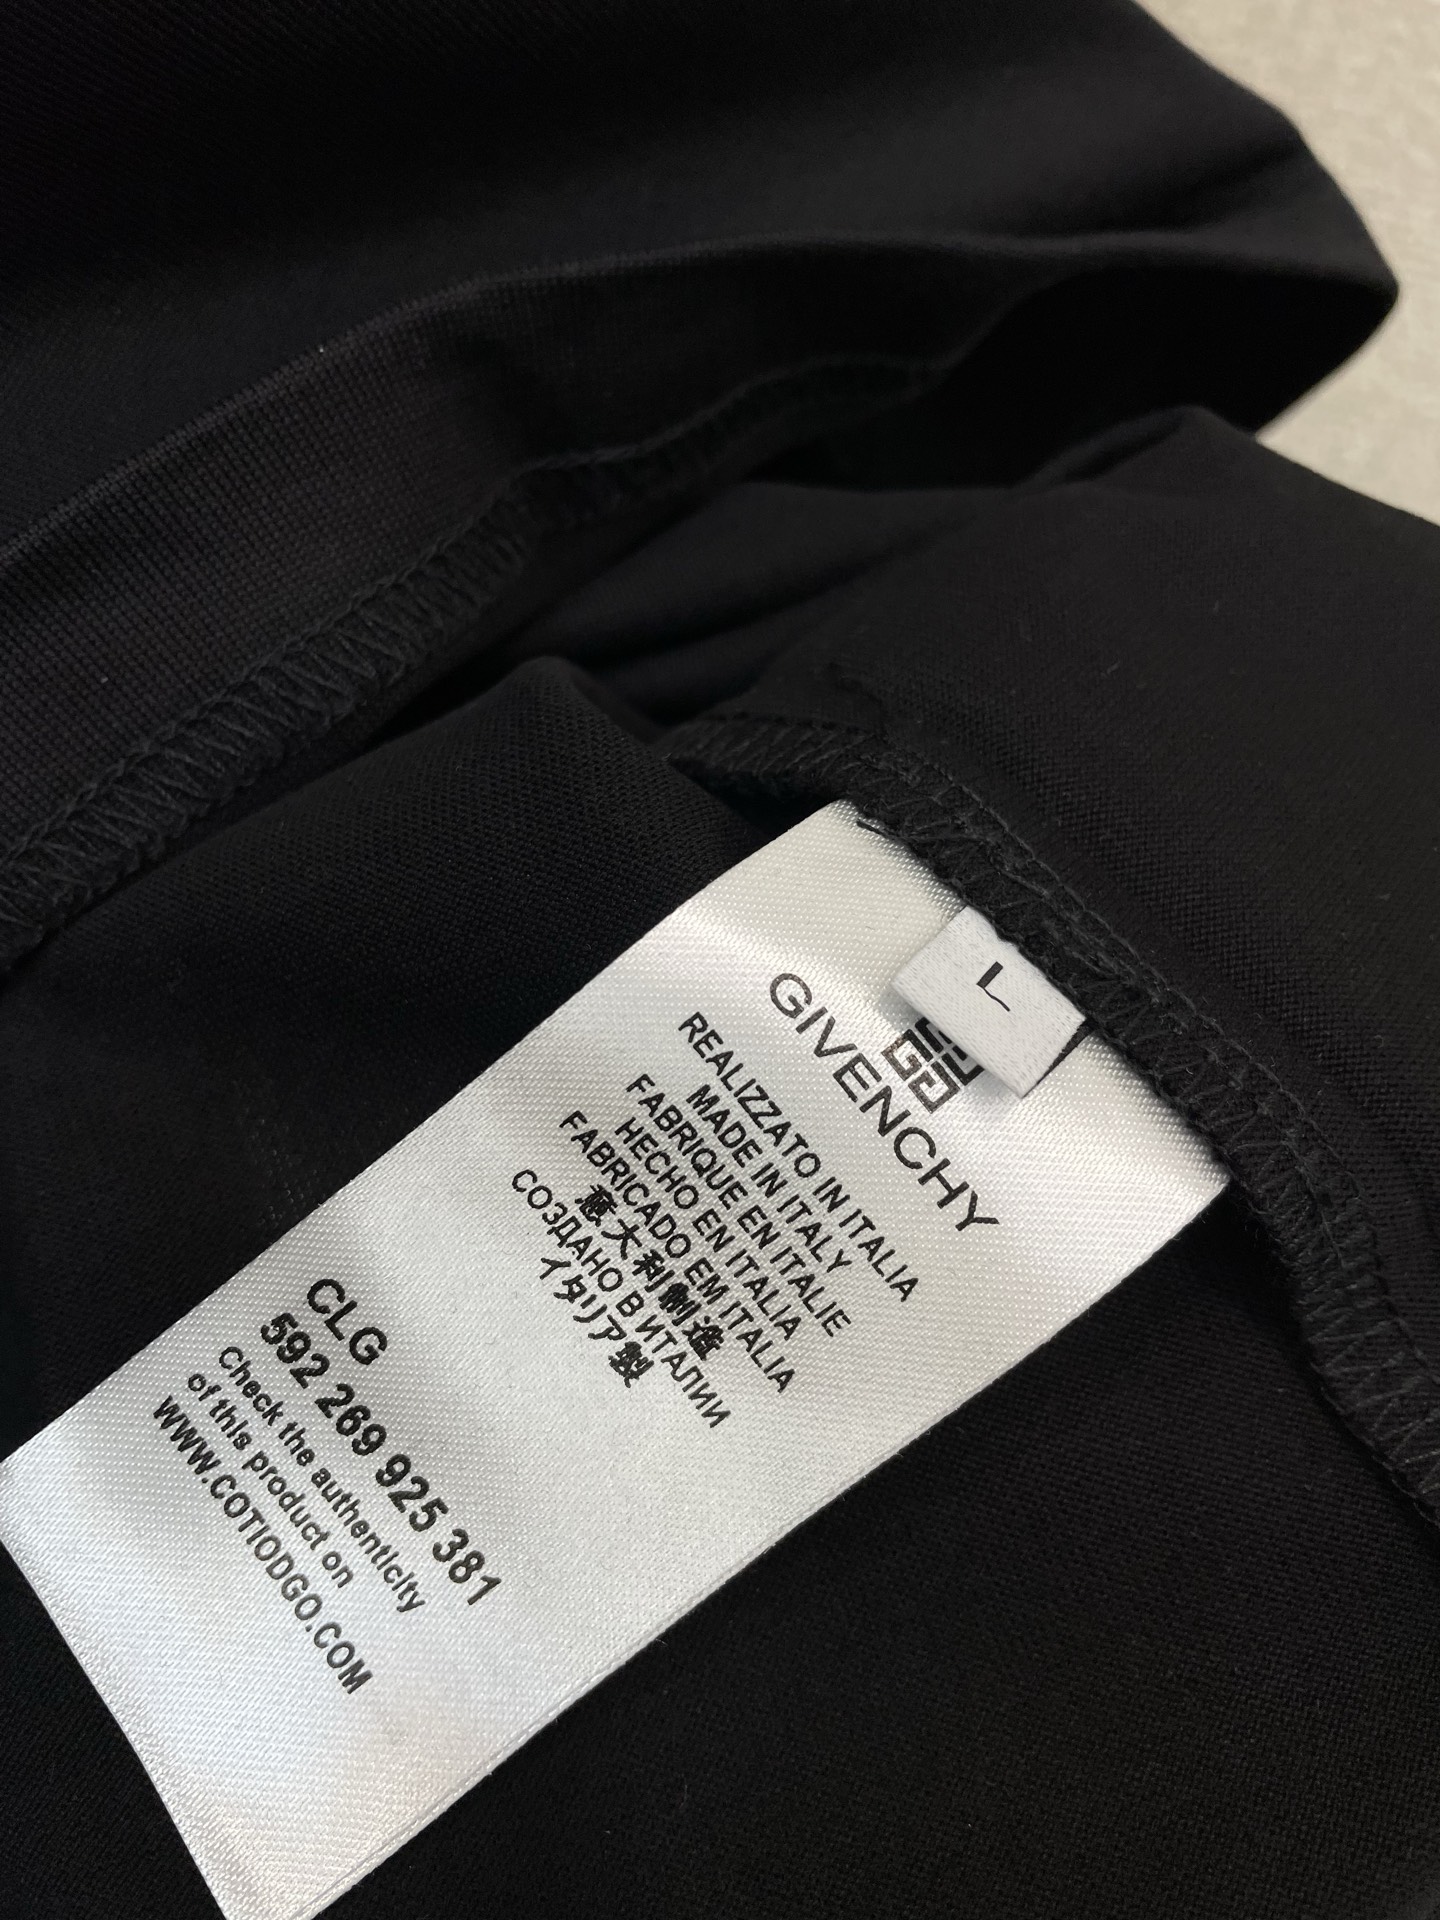 L
GIVENCHY
REALIZZATO IN ITALIA
MADE IN ITALY
FABRIQUE EN ITALIE
HECHO EN ITALIA
FABRICADO EM ITALIA
意大利制造
СОЗДАНО В ИТАЛИИ
イタリア製
CLG
592 269 925 381
Check the authenticity
of this product on
WWW.COTIODGO.COM